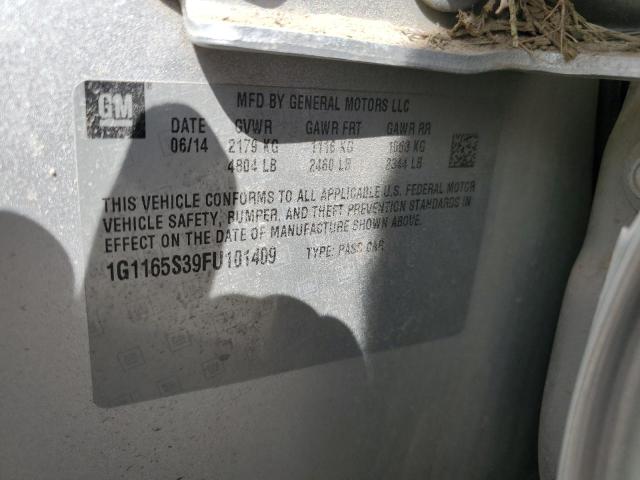 GM
MFD BY GENERAL MOTORS LLC
DATE GVWR GAWR FRT GAWR RR
06/14 2179 KG 1116 KG 1063 KG
4804 LB 2460 LB 2344 LB
THIS VEHICLE CONFORMS TO ALL APPLICABLE U.S. FEDERAL MOTOR
VEHICLE SAFETY, BUMPER, AND THEFT PREVENTION STANDARDS IN
EFFECT ON THE DATE OF MANUFACTURE SHOWN ABOVE.
1G1165S39FU101409 TYPE: PASS CAR